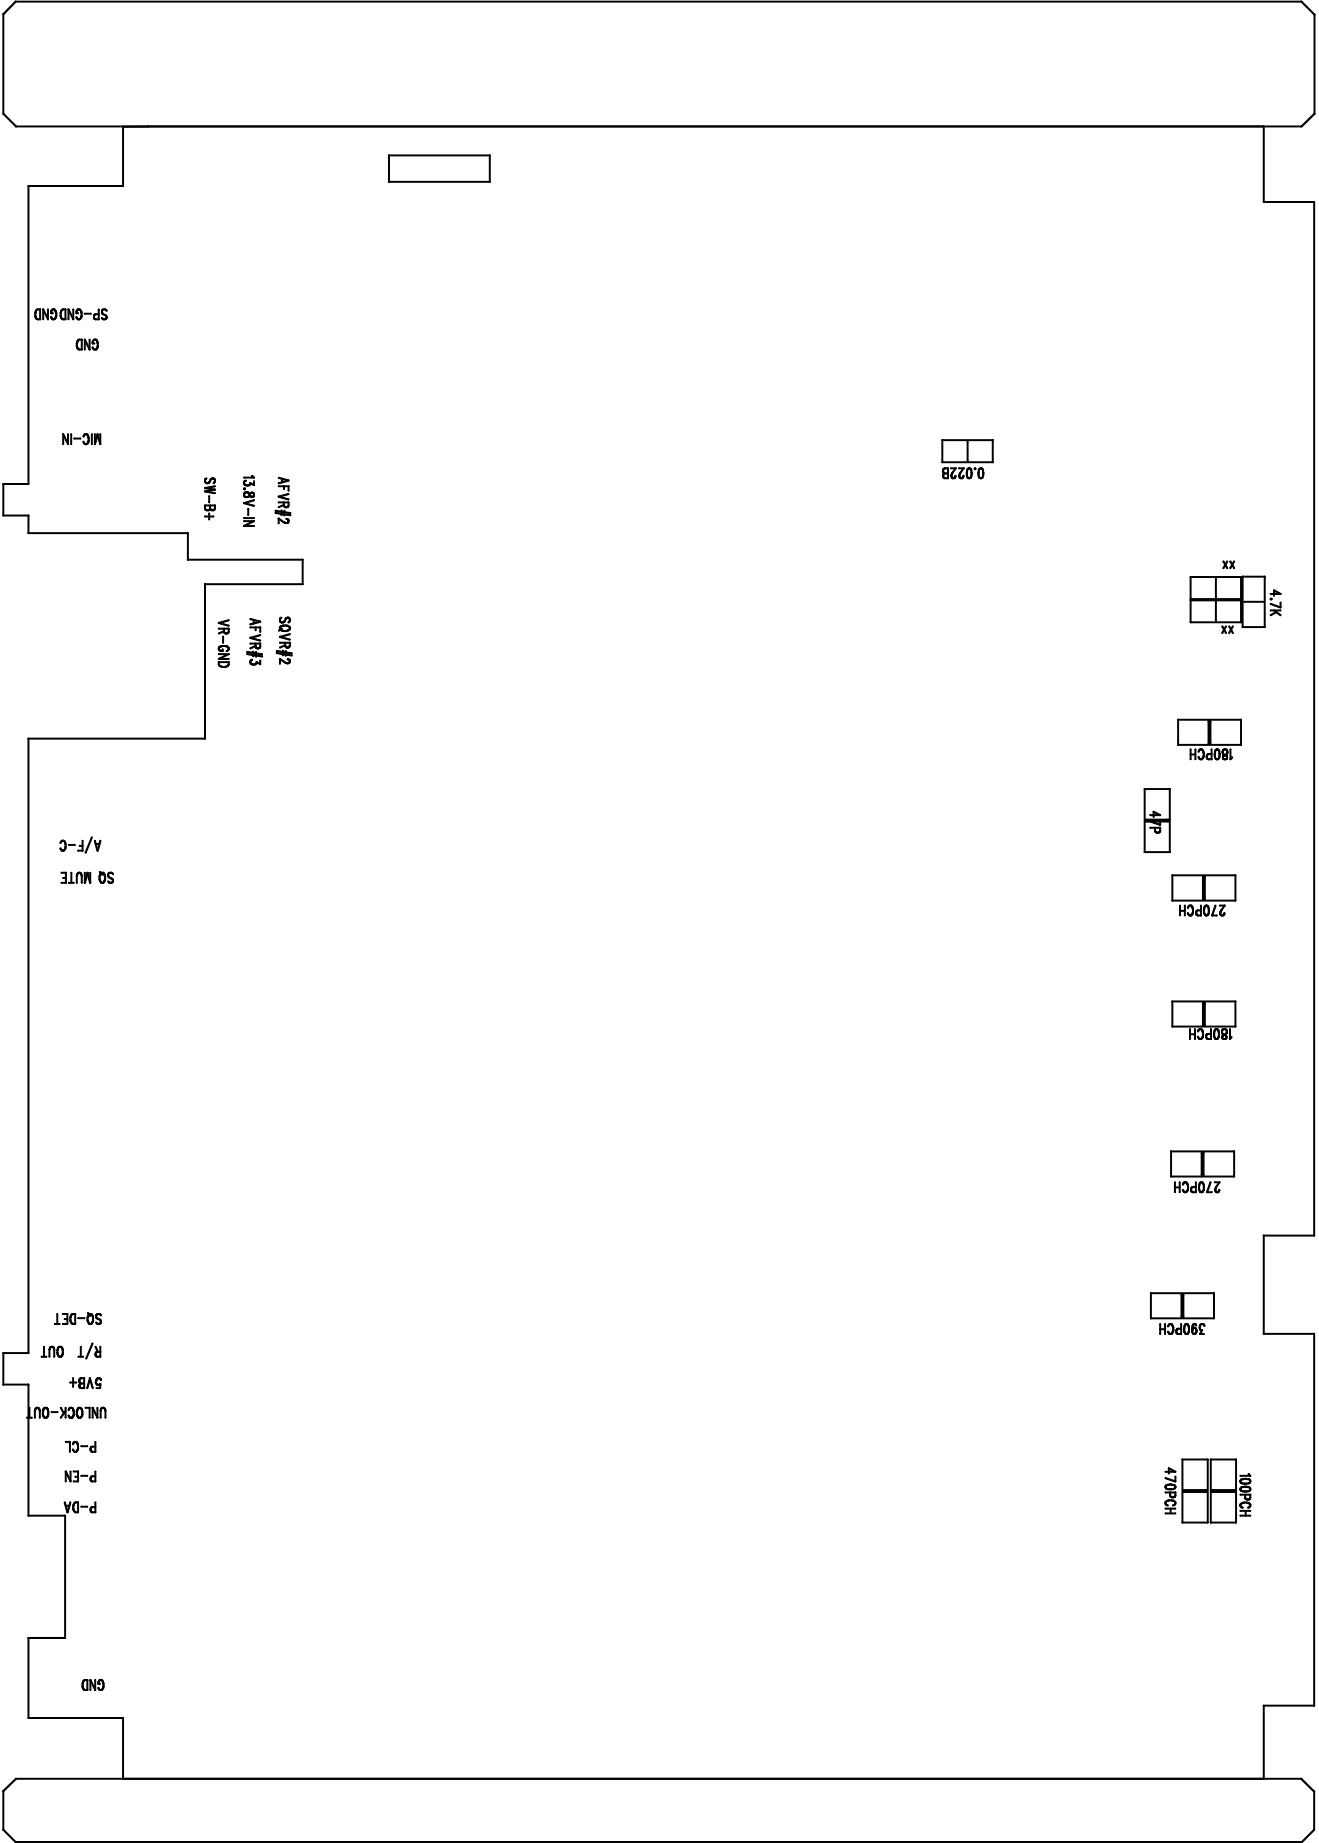 SP-GND GND
GND
MIC-IN
SW-B+
13.8V-IN
AFVR#2
0.022B
xx
4.7K
xx
VR-GND
AFVR#3
SQVR#2
180PCH
47P
A/F-C
SQ MUTE
270PCH
180PCH
270PCH
SQ-DET
390PCH
R/T OUT
5VB+
UNLOCK-OUT
P-CL
P-EN
P-DA
470PCH
100PCH
GND